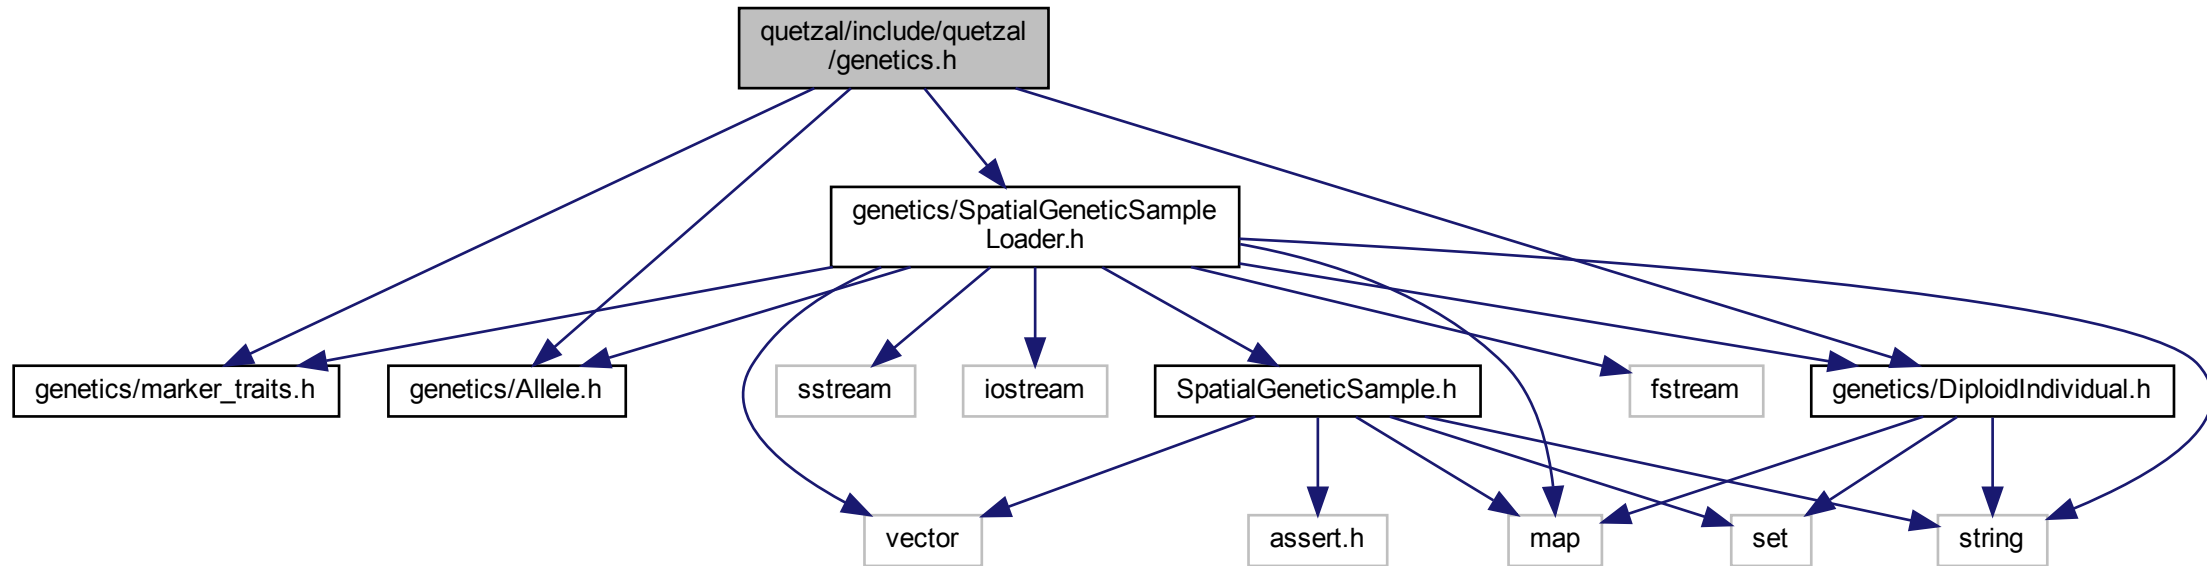 quetzal/include/quetzal
/genetics.h
genetics/SpatialGeneticSample
Loader.h
genetics/marker_traits.h
genetics/Allele.h
sstream
iostream
SpatialGeneticSample.h
fstream
genetics/DiploidIndividual.h
vector
assert.h
map
set
string